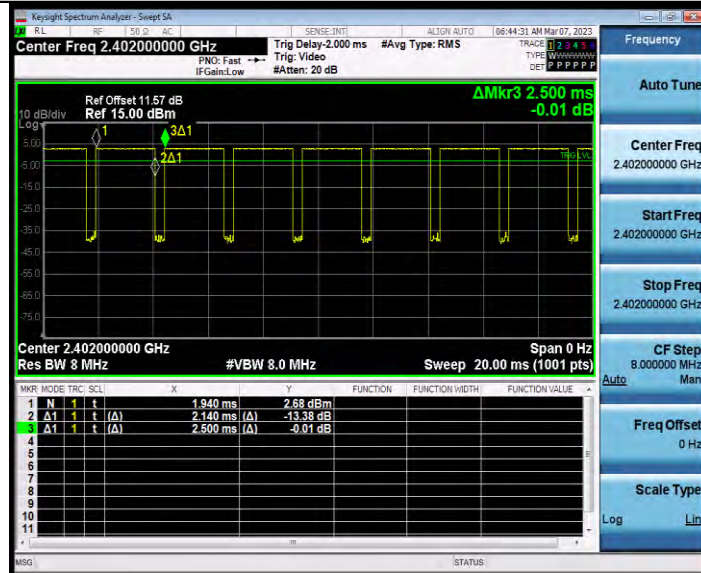 Keysight Spectrum Analyzer - Swept SA
RL RF 50 Ω AC SENSE:INT ALIGN AUTO 06:44:31 AM Mar 07, 2023
Center Freq 2.402000000 GHz
PNO: Fast
IFGain:Low
Trig Delay-2.000 ms
Trig: Video
#Atten: 20 dB
#Avg Type: RMS
TRACE 1 2 3 4 5 6
TYPE WWWWWW
DET P P P P P P
Ref Offset 11.57 dB
10 dB/div Ref 15.00 dBm
Log
ΔMkr3 2.500 ms
-0.01 dB
1
3Δ1
2Δ1
TRIG LVL
5.00
-5.00
-15.0
-25.0
-35.0
-45.0
-55.0
-65.0
-75.0
Center 2.402000000 GHz Span 0 Hz
Res BW 8 MHz #VBW 8.0 MHz Sweep 20.00 ms (1001 pts)
MKR MODE TRC SCL X Y FUNCTION FUNCTION WIDTH FUNCTION VALUE
1 N 1 t 1.940 ms 2.68 dBm
2 Δ1 1 t (Δ) 2.140 ms (Δ) -13.38 dB
3 Δ1 1 t (Δ) 2.500 ms (Δ) -0.01 dB
4
5
6
7
8
9
10
11
MSG STATUS
Frequency
Auto Tune
Center Freq
2.402000000 GHz
Start Freq
2.402000000 GHz
Stop Freq
2.402000000 GHz
CF Step
8.000000 MHz
Auto Man
Freq Offset
0 Hz
Scale Type
Log Lin